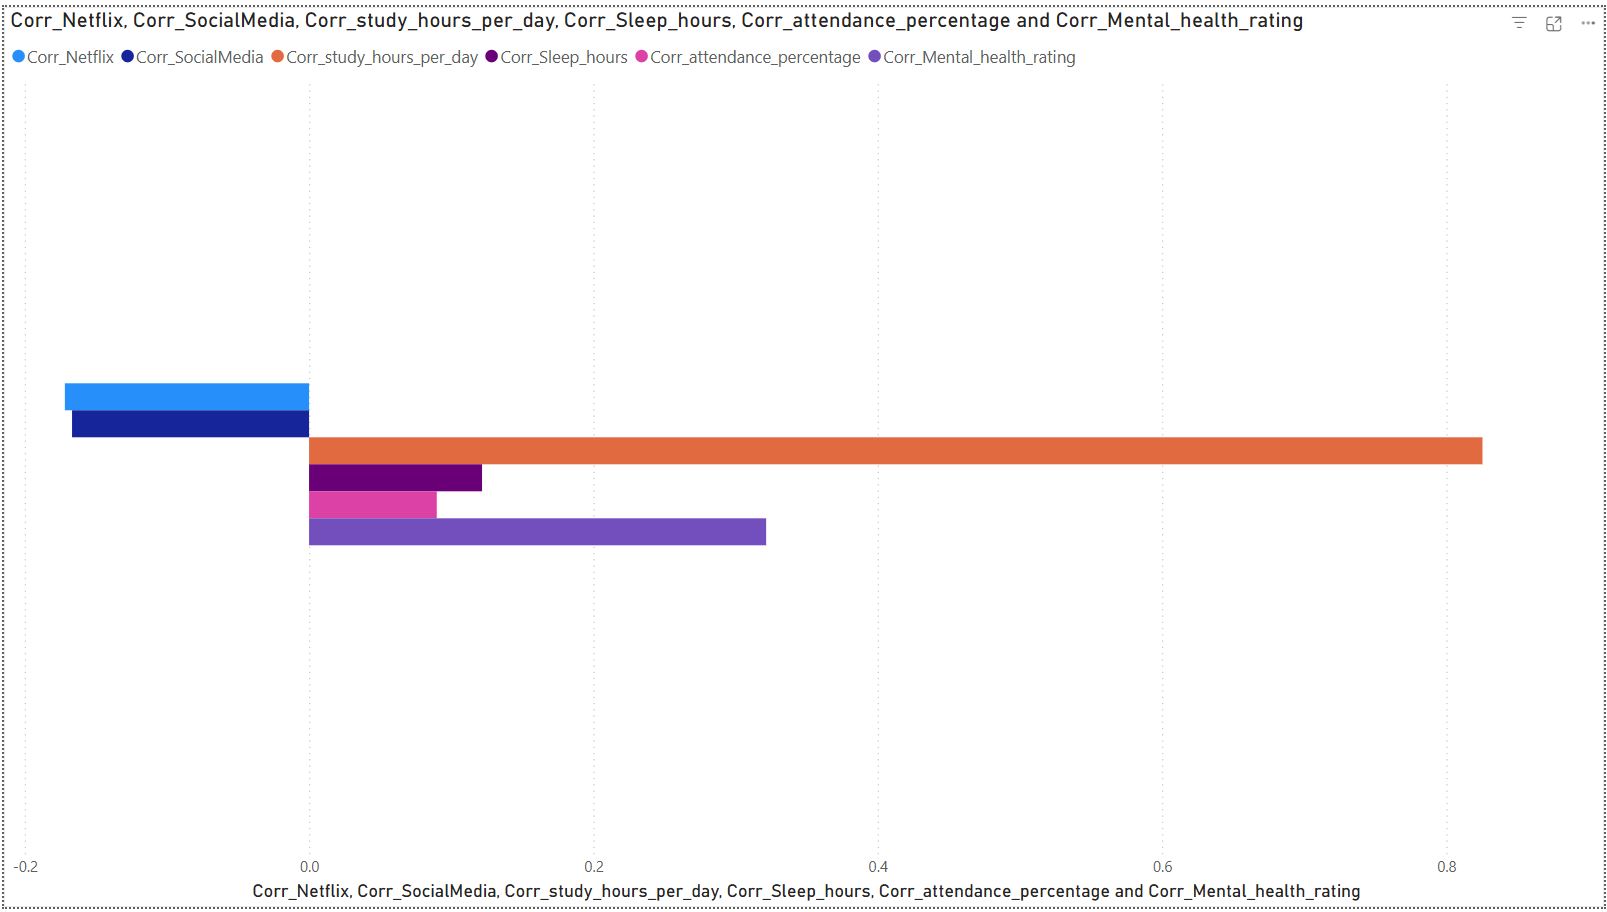 Corr_Netflix, Corr_SocialMedia, Corr_study_hours_per_day, Corr_Sleep_hours, Corr_attendance_percentage and Corr_Mental_health_rating
Corr_Netflix Corr_SocialMedia Corr_study_hours_per_day Corr_Sleep_hours Corr_attendance_percentage Corr_Mental_health_rating
-0.2 0.0 0.2 0.4 0.6 0.8
Corr_Netflix, Corr_SocialMedia, Corr_study_hours_per_day, Corr_Sleep_hours, Corr_attendance_percentage and Corr_Mental_health_rating